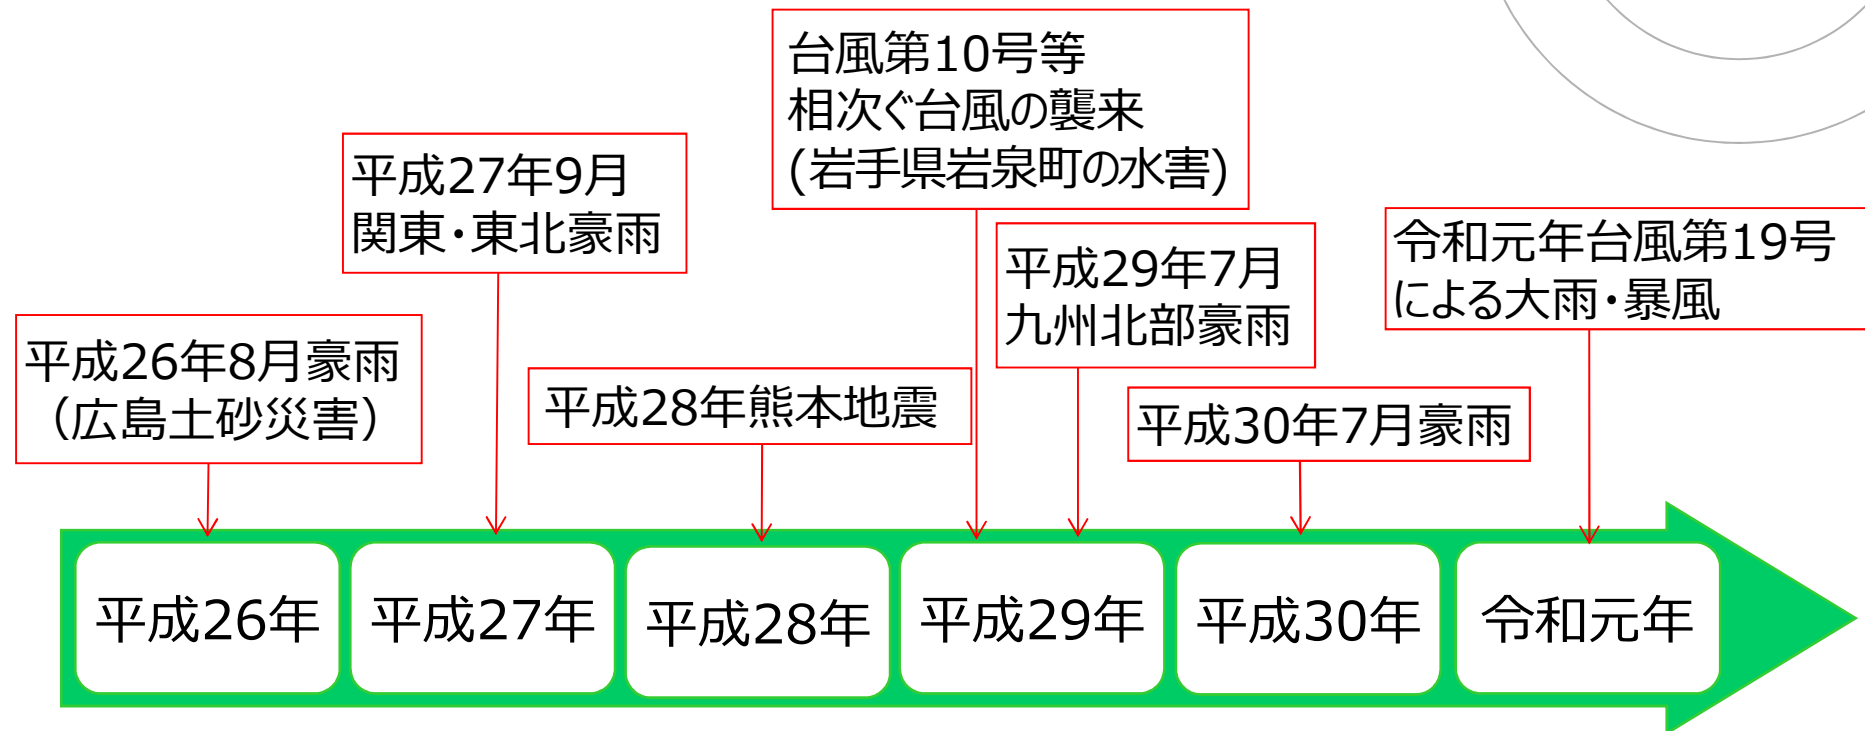 台風第10号等
相次ぐ台風の襲来
(岩手県岩泉町の水害)
平成27年9月
関東・東北豪雨
令和元年台風第19号
による大雨・暴風
平成29年7月
九州北部豪雨
平成26年8月豪雨
（広島土砂災害）
平成28年熊本地震
平成30年7月豪雨
平成26年
平成27年
平成28年
平成29年
平成30年
令和元年